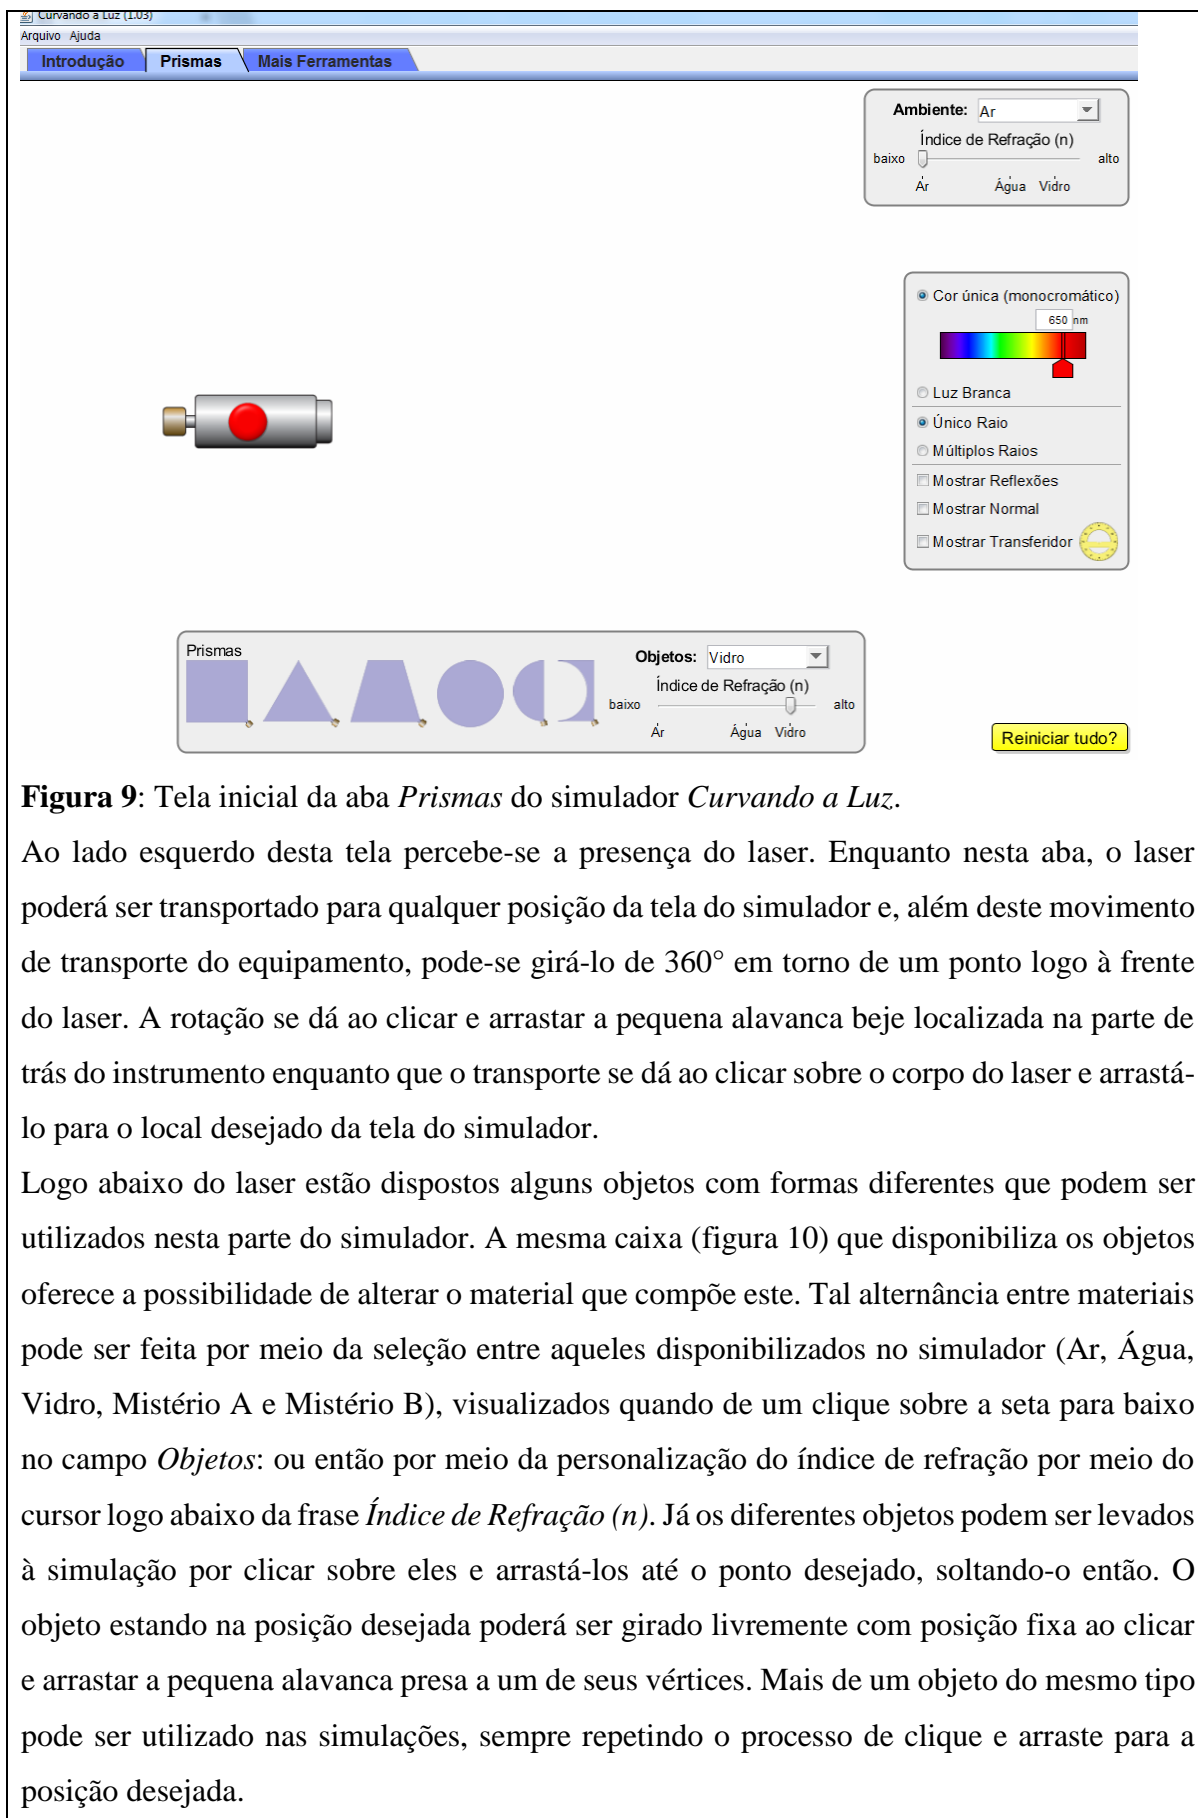 Curvando a Luz (1.03)
Arquivo Ajuda
Introdução Prismas Mais Ferramentas
Ambiente: Ar
Índice de Refração (n)
baixo alto
Ar Água Vidro
Cor única (monocromático)
650 nm
Luz Branca
Único Raio
Múltiplos Raios
Mostrar Reflexões
Mostrar Normal
Mostrar Transferidor
Prismas
Objetos: Vidro
Índice de Refração (n)
baixo alto
Ar Água Vidro
Reiniciar tudo?
Figura 9: Tela inicial da aba Prismas do simulador Curvando a Luz.
Ao lado esquerdo desta tela percebe-se a presença do laser. Enquanto nesta aba, o laser
poderá ser transportado para qualquer posição da tela do simulador e, além deste movimento
de transporte do equipamento, pode-se girá-lo de 360° em torno de um ponto logo à frente
do laser. A rotação se dá ao clicar e arrastar a pequena alavanca beje localizada na parte de
trás do instrumento enquanto que o transporte se dá ao clicar sobre o corpo do laser e arrastá-
lo para o local desejado da tela do simulador.
Logo abaixo do laser estão dispostos alguns objetos com formas diferentes que podem ser
utilizados nesta parte do simulador. A mesma caixa (figura 10) que disponibiliza os objetos
oferece a possibilidade de alterar o material que compõe este. Tal alternância entre materiais
pode ser feita por meio da seleção entre aqueles disponibilizados no simulador (Ar, Água,
Vidro, Mistério A e Mistério B), visualizados quando de um clique sobre a seta para baixo
no campo Objetos: ou então por meio da personalização do índice de refração por meio do
cursor logo abaixo da frase Índice de Refração (n). Já os diferentes objetos podem ser levados
à simulação por clicar sobre eles e arrastá-los até o ponto desejado, soltando-o então. O
objeto estando na posição desejada poderá ser girado livremente com posição fixa ao clicar
e arrastar a pequena alavanca presa a um de seus vértices. Mais de um objeto do mesmo tipo
pode ser utilizado nas simulações, sempre repetindo o processo de clique e arraste para a
posição desejada.